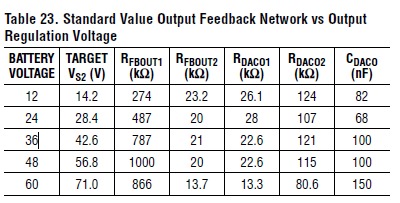 Table 23. Standard Value Output Feedback Network vs Output
Regulation Voltage
BATTERY VOLTAGE TARGET VS2 (V) RFBOUT1 (kΩ) RFBOUT2 (kΩ) RDACO1 (kΩ) RDACO2 (kΩ) CDACO (nF)
12 14.2 274 23.2 26.1 124 82
24 28.4 487 20 28 107 68
36 42.6 787 21 22.6 121 100
48 56.8 1000 20 22.6 115 100
60 71.0 866 13.7 13.3 80.6 150